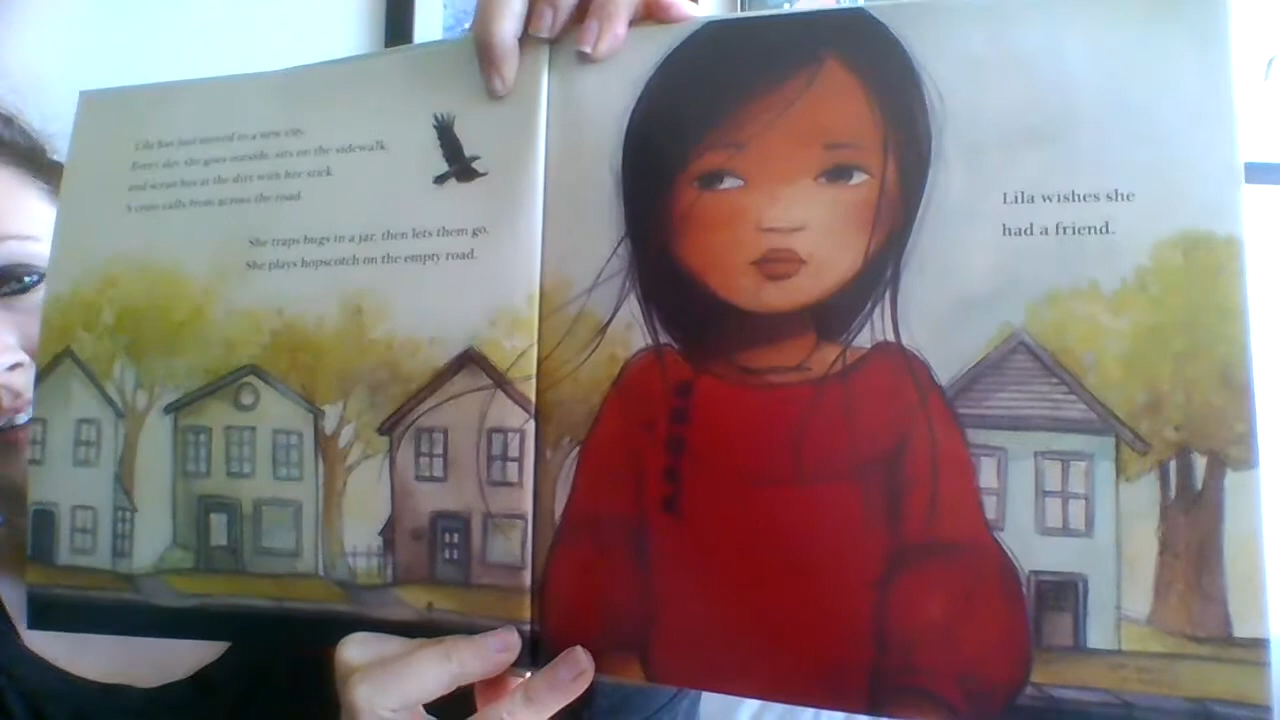 Lila has just moved to a new city.
Every day she goes outside, sits on the sidewalk,
and scratches at the dirt with her stick.
A crow calls from across the road.
She traps bugs in a jar, then lets them go.
She plays hopscotch on the empty road.
Lila wishes she
had a friend.